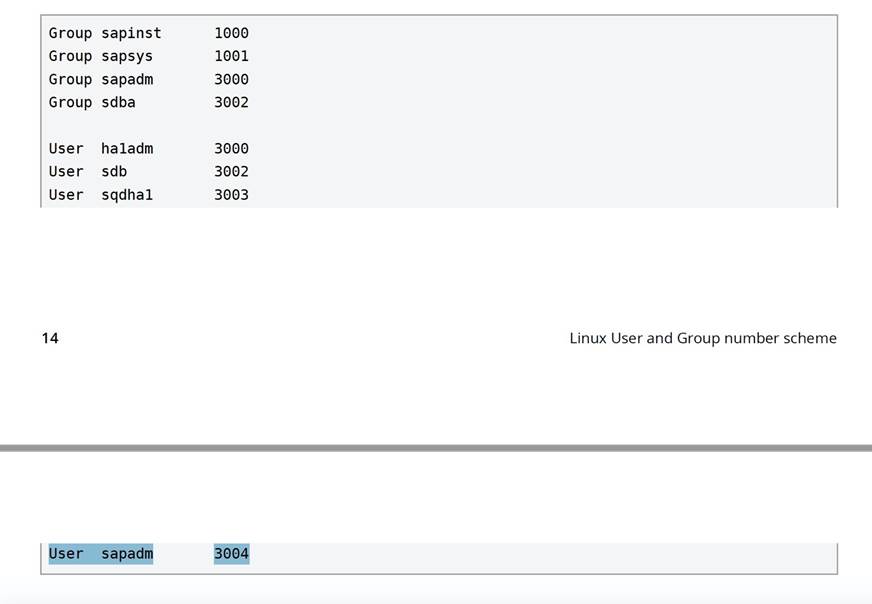 Group sapinst      1000
Group sapsys       1001
Group sapadm       3000
Group sdba         3002
User  ha1adm       3000
User  sdb          3002
User  sqdha1       3003
14
Linux User and Group number scheme
User  sapadm       3004